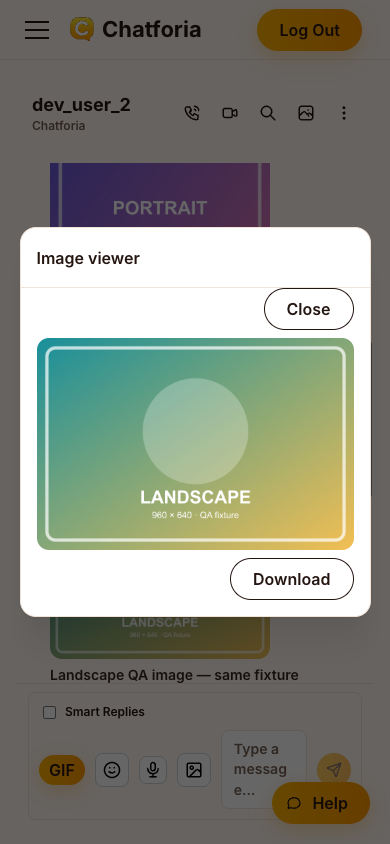 Chatforia
Log Out
dev_user_2
Chatforia
PORTRAIT
Image viewer
Close
LANDSCAPE
960 × 640 · QA fixture
Download
LANDSCAPE
960 × 640 · QA fixture
Landscape QA image — same fixture
Smart Replies
GIF
Type a
messag
e...
Help